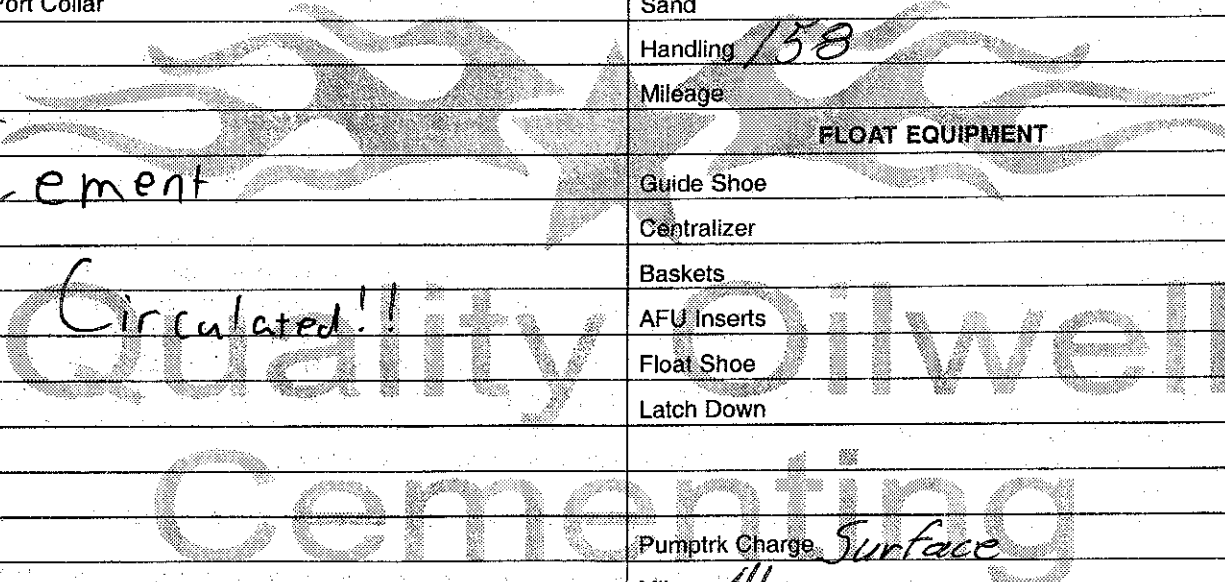 Port Collar
Sand
Handling 158
Mileage
FLOAT EQUIPMENT
Cement
Guide Shoe
Centralizer
Baskets
Circulated!!
AFU Inserts
Quality Oilwell
Float Shoe
Latch Down
Cementing
Pumptrk Charge Surface